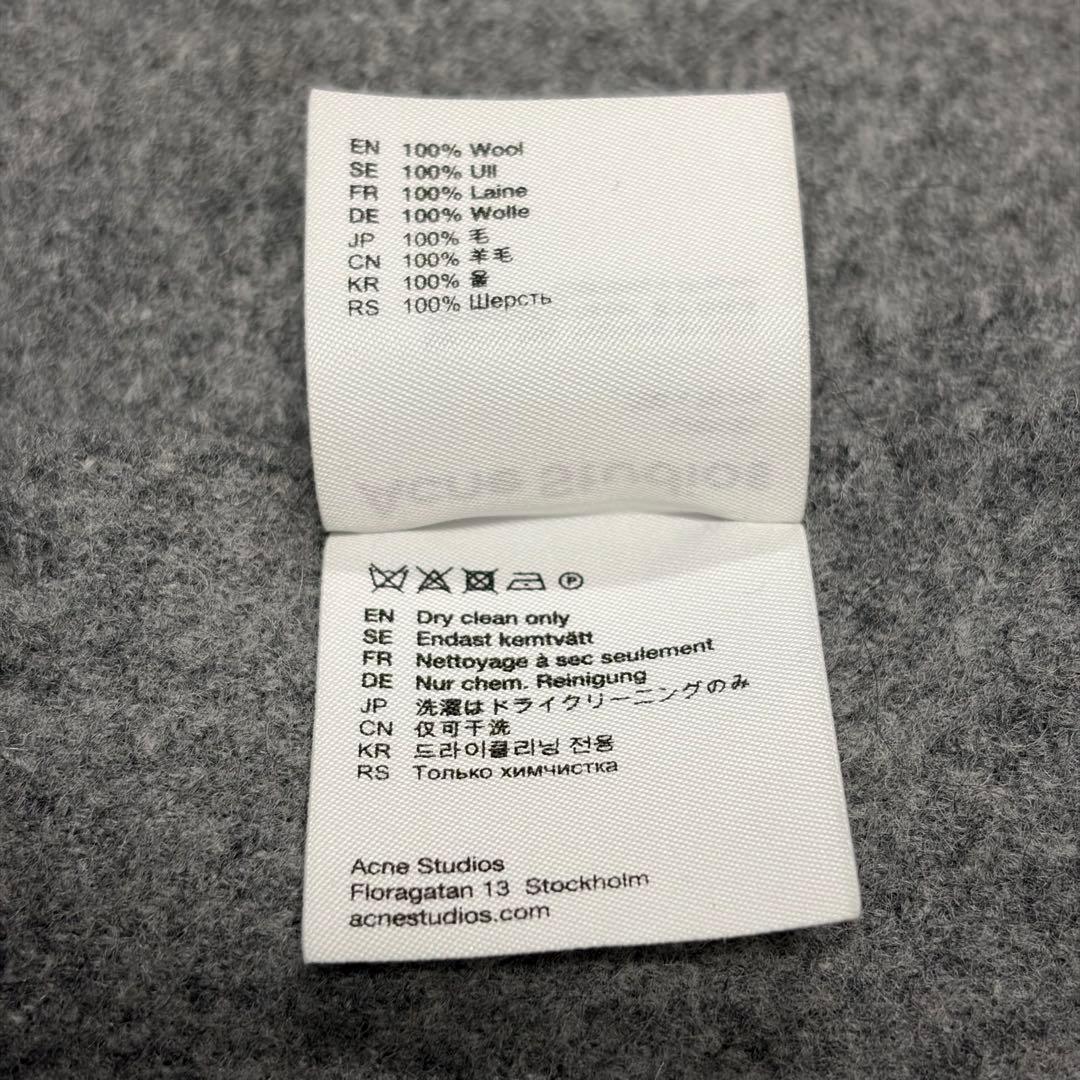 EN 100% Wool
SE 100% Ull
FR 100% Laine
DE 100% Wolle
JP 100% 毛
CN 100% 羊毛
KR 100% 울
RS 100% Шерсть
Acne Studios
EN Dry clean only
SE Endast kemtvätt
FR Nettoyage à sec seulement
DE Nur chem. Reinigung
JP 洗濯はドライクリーニングのみ
CN 仅可干洗
KR 드라이클리닝 전용
RS Только химчистка
Acne Studios
Floragatan 13 Stockholm
acnestudios.com